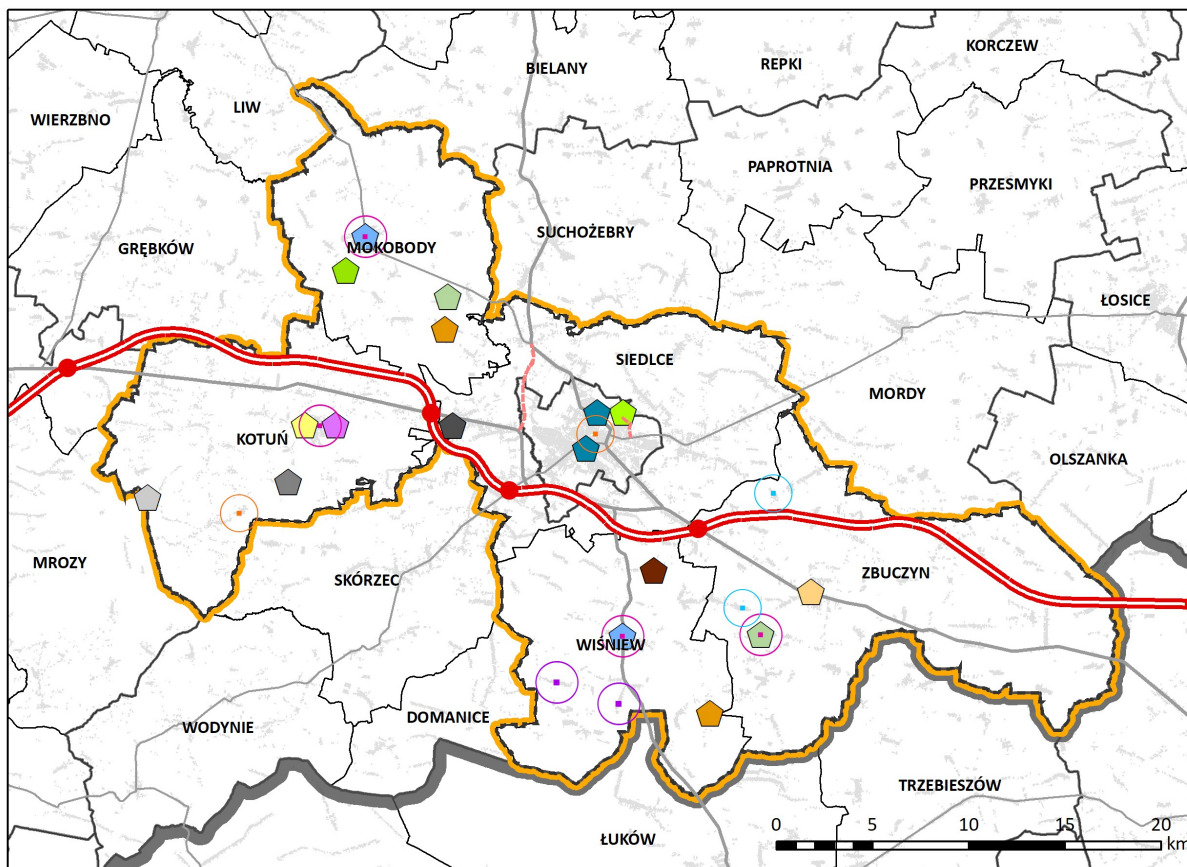 KORCZEW
REPKI
BIELANY
LIW
WIERZBNO
PAPROTNIA
PRZESMYKI
SUCHOŻEBRY
MOKOBODY
GRĘBKÓW
ŁOSICE
SIEDLCE
MORDY
KOTUŃ
OLSZANKA
MROZY
SKÓRZEC
ZBUCZYN
WIŚNIEW
DOMANICE
WODYNIE
TRZEBIESZÓW
ŁUKÓW
0 5 10 15 20
km